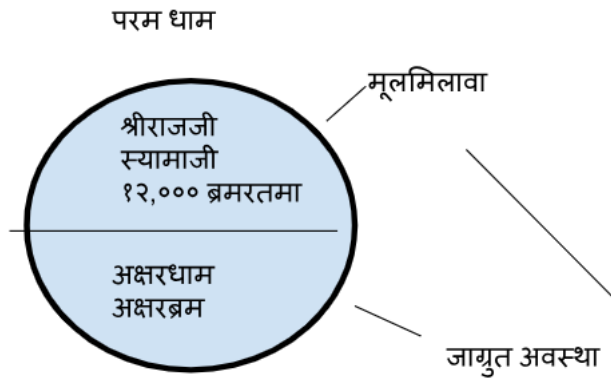 परम धाम
मूलमिलावा
श्रीराजजी
स्यामाजी
१२,००० ब्रमरतमा
अक्षरधाम
अक्षरब्रम
जाग्रुत अवस्था